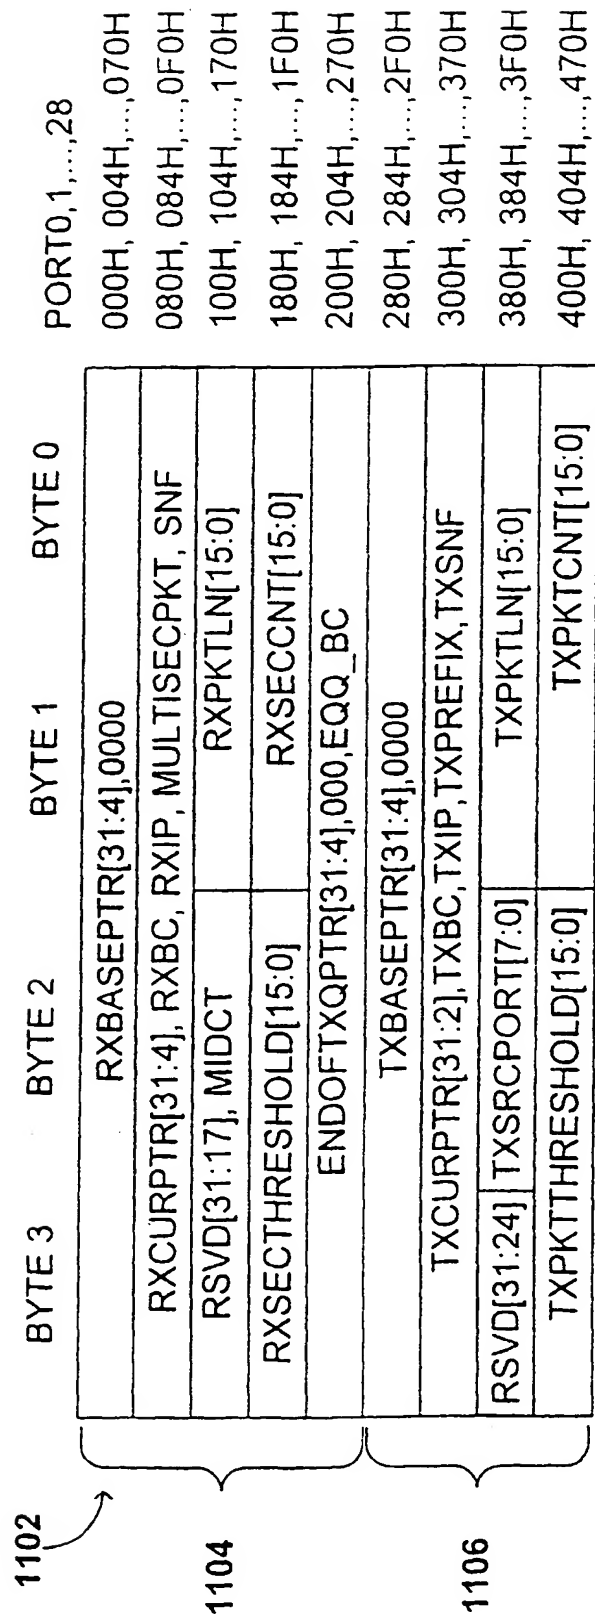 1102
BYTE 3 BYTE 2 BYTE 1 BYTE 0 PORT0,1,...,28
RXBASEPTR[31:4],0000 000H, 004H,...,070H
RXCURPTR[31:4], RXBC, RXIP, MULTISECPKT, SNF 080H, 084H,...,0F0H
RSVD[31:17], MIDCT RXPKTLN[15:0] 100H, 104H,...,170H
1104
RXSECTHRESHOLD[15:0] RXSECCNT[15:0] 180H, 184H,...,1F0H
ENDOFTXQPTR[31:4],000,EQQ_BC 200H, 204H,...,270H
TXBASEPTR[31:4],0000 280H, 284H,...,2F0H
TXCURPTR[31:2],TXBC,TXIP,TXPREFIX,TXSNF 300H, 304H,...,370H
1106
RSVD[31:24] TXSRCPORT[7:0] TXPKTLN[15:0] 380H, 384H,...,3F0H
TXPKTTHRESHOLD[15:0] TXPKTCNT[15:0] 400H, 404H,...,470H